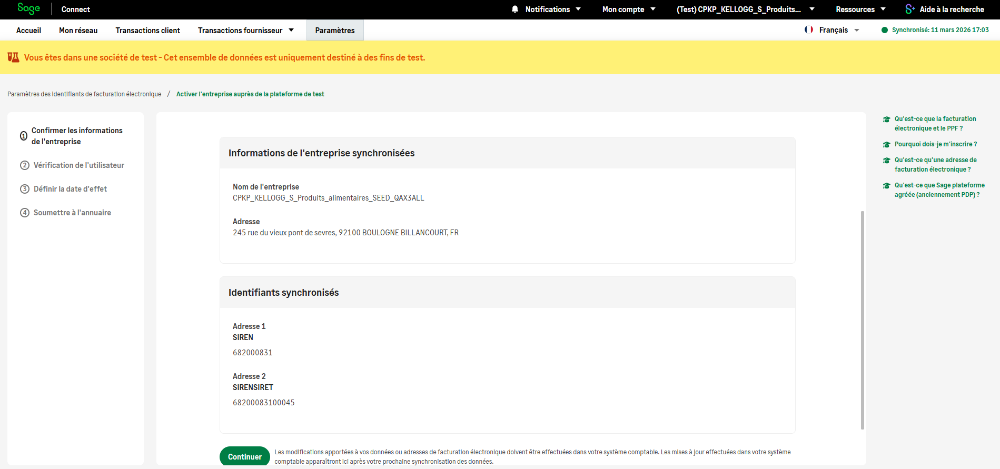 Sage
Connect
Notifications
Mon compte
(Test) CPKP_KELLOGG_S_Produits...
Ressources
Aide à la recherche
Accueil
Mon réseau
Transactions client
Transactions fournisseur
Paramètres
Français
Synchronisé: 11 mars 2026 17:03
Vous êtes dans une société de test - Cet ensemble de données est uniquement destiné à des fins de test.
Paramètres des identifiants de facturation électronique / Activer l'entreprise auprès de la plateforme de test
1 Confirmer les informations
de l'entreprise
2 Vérification de l'utilisateur
3 Définir la date d'effet
4 Soumettre à l'annuaire
Informations de l'entreprise synchronisées
Nom de l'entreprise
CPKP_KELLOGG_S_Produits_alimentaires_SEED_QAX3ALL
Adresse
245 rue du vieux pont de sevres, 92100 BOULOGNE BILLANCOURT, FR
Identifiants synchronisés
Adresse 1
SIREN
682000831
Adresse 2
SIRENSIRET
68200083100045
Continuer
Les modifications apportées à vos données ou adresses de facturation électronique doivent être effectuées dans votre système comptable. Les mises à jour effectuées dans votre système
comptable apparaîtront ici après votre prochaine synchronisation des données.
Qu'est-ce que la facturation
électronique et le PPF ?
Pourquoi dois-je m'inscrire ?
Qu'est-ce qu'une adresse de
facturation électronique ?
Qu'est-ce que Sage plateforme
agréée (anciennement PDP) ?